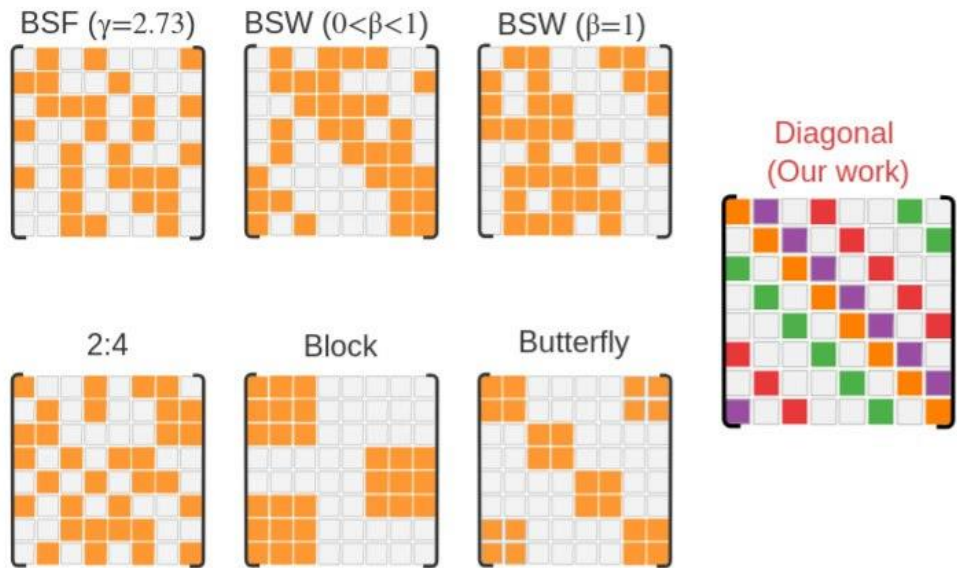 BSF (γ=2.73)
BSW (0<β<1)
BSW (β=1)
Diagonal
(Our work)
2:4
Block
Butterfly